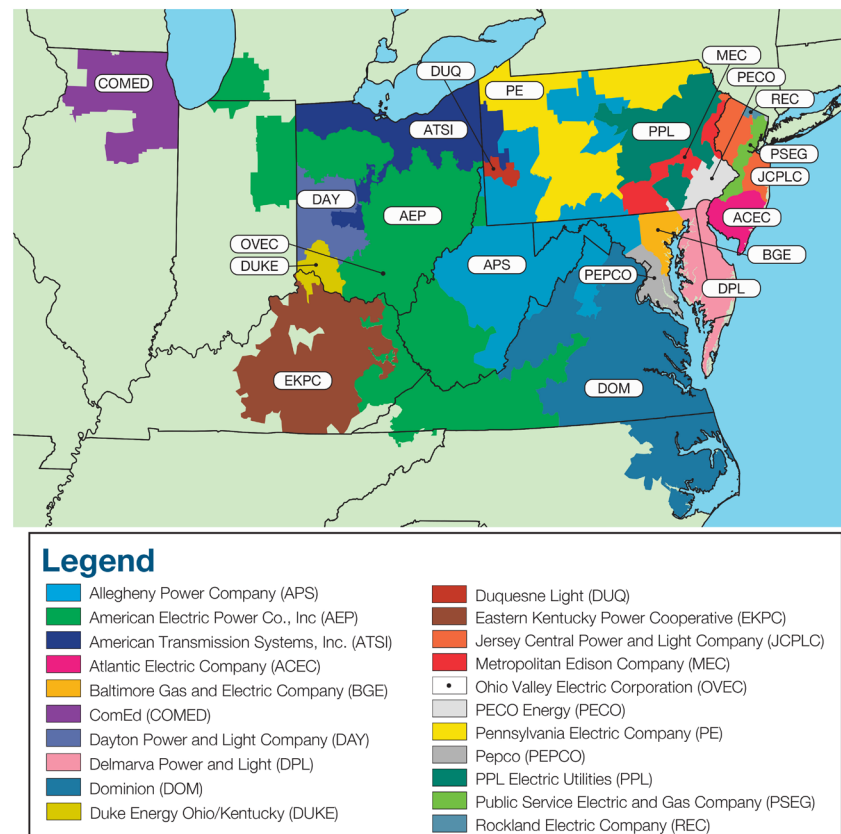 MEC
DUQ
PECO
COMED
PE
REC
ATSI
PPL
PSEG
JCPLC
DAY
AEP
ACEC
OVEC
DUKE
APS
PEPCO
BGE
DPL
EKPC
DOM
Legend
Allegheny Power Company (APS)
American Electric Power Co., Inc (AEP)
American Transmission Systems, Inc. (ATSI)
Atlantic Electric Company (ACEC)
Baltimore Gas and Electric Company (BGE)
ComEd (COMED)
Dayton Power and Light Company (DAY)
Delmarva Power and Light (DPL)
Dominion (DOM)
Duke Energy Ohio/Kentucky (DUKE)
Duquesne Light (DUQ)
Eastern Kentucky Power Cooperative (EKPC)
Jersey Central Power and Light Company (JCPLC)
Metropolitan Edison Company (MEC)
Ohio Valley Electric Corporation (OVEC)
PECO Energy (PECO)
Pennsylvania Electric Company (PE)
Pepco (PEPCO)
PPL Electric Utilities (PPL)
Public Service Electric and Gas Company (PSEG)
Rockland Electric Company (REC)